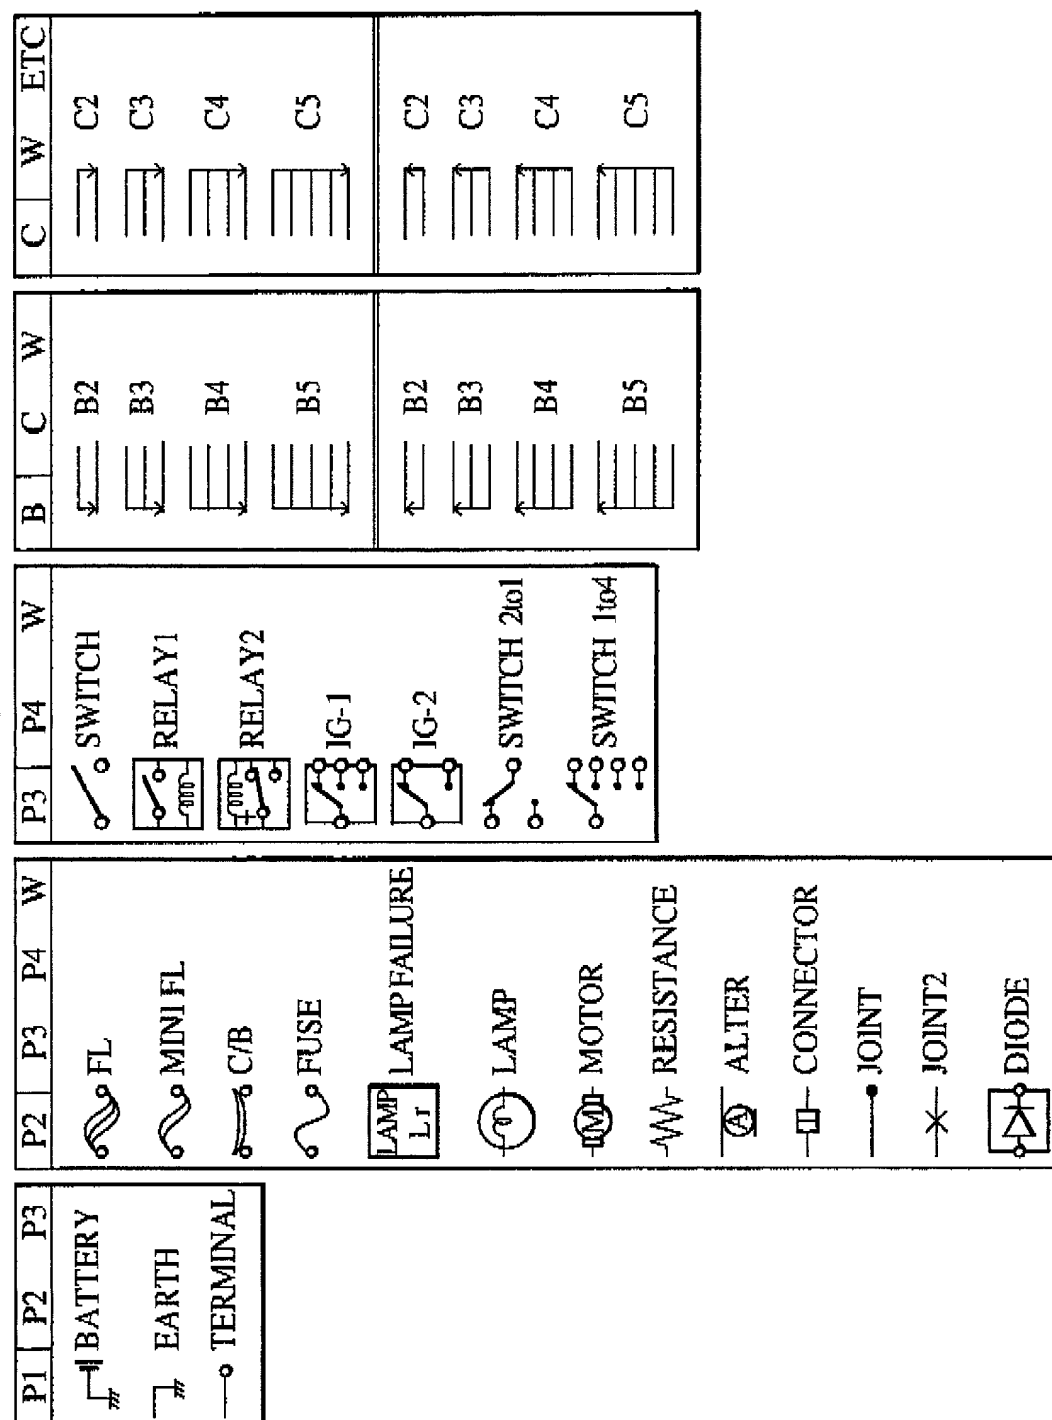 P1 P2 P3
BATTERY
EARTH
TERMINAL
P2 P3 P4 W
FL
MINI FL
C/B
FUSE
LAMP Lr LAMP FAILURE
LAMP
M MOTOR
RESISTANCE
A ALTER
CONNECTOR
JOINT
JOINT2
DIODE
P3 P4 W
SWITCH
RELAY1
RELAY2
IG-1
IG-2
SWITCH 2to1
SWITCH 1to4
B C W
B2
B3
B4
B5
B2
B3
B4
B5
C W ETC
C2
C3
C4
C5
C2
C3
C4
C5